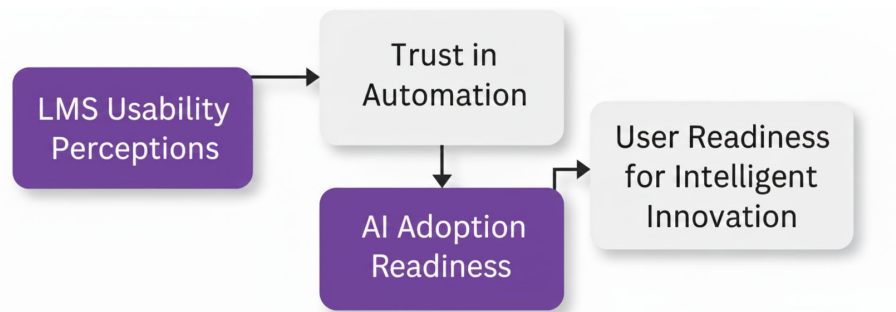 LMS Usability
Perceptions
Trust in
Automation
AI Adoption
Readiness
User Readiness
for Intelligent
Innovation